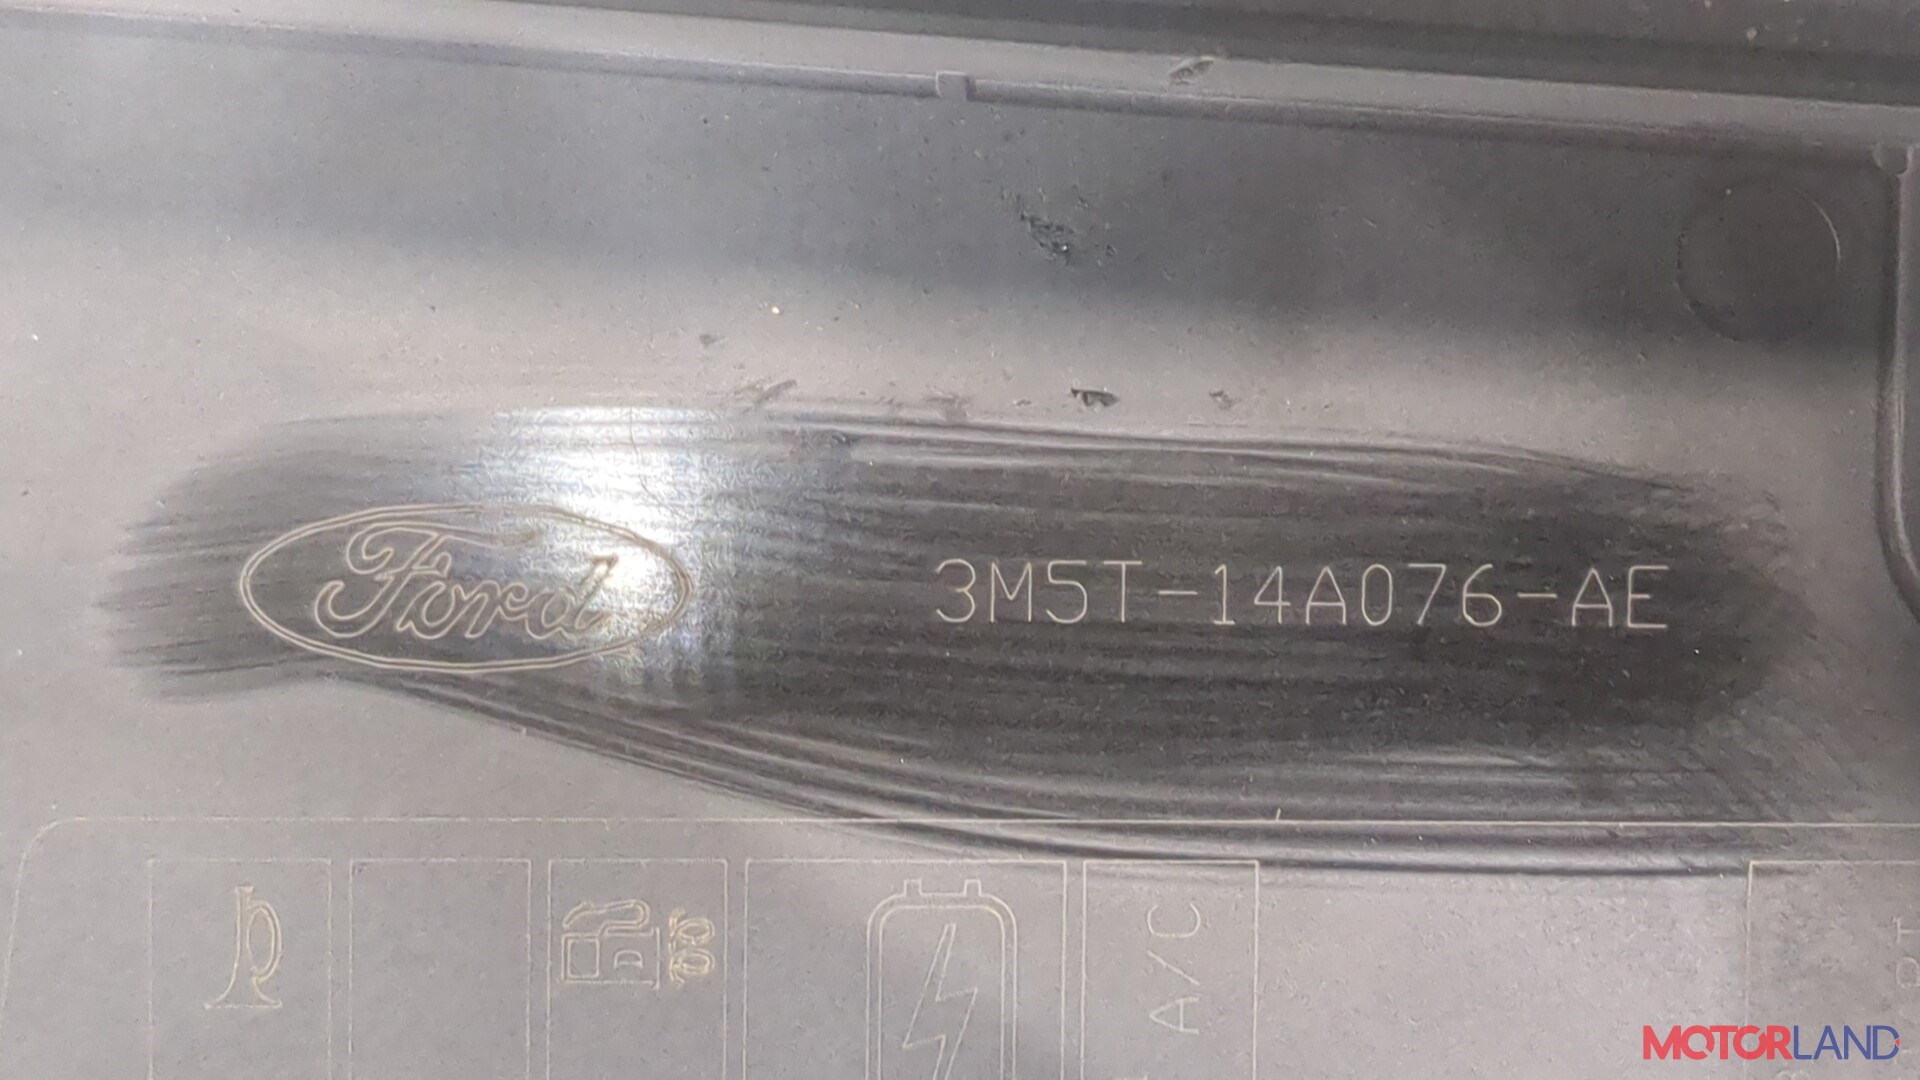 Ford 3M5T-14A076-AE
A/C
MOTORLAND